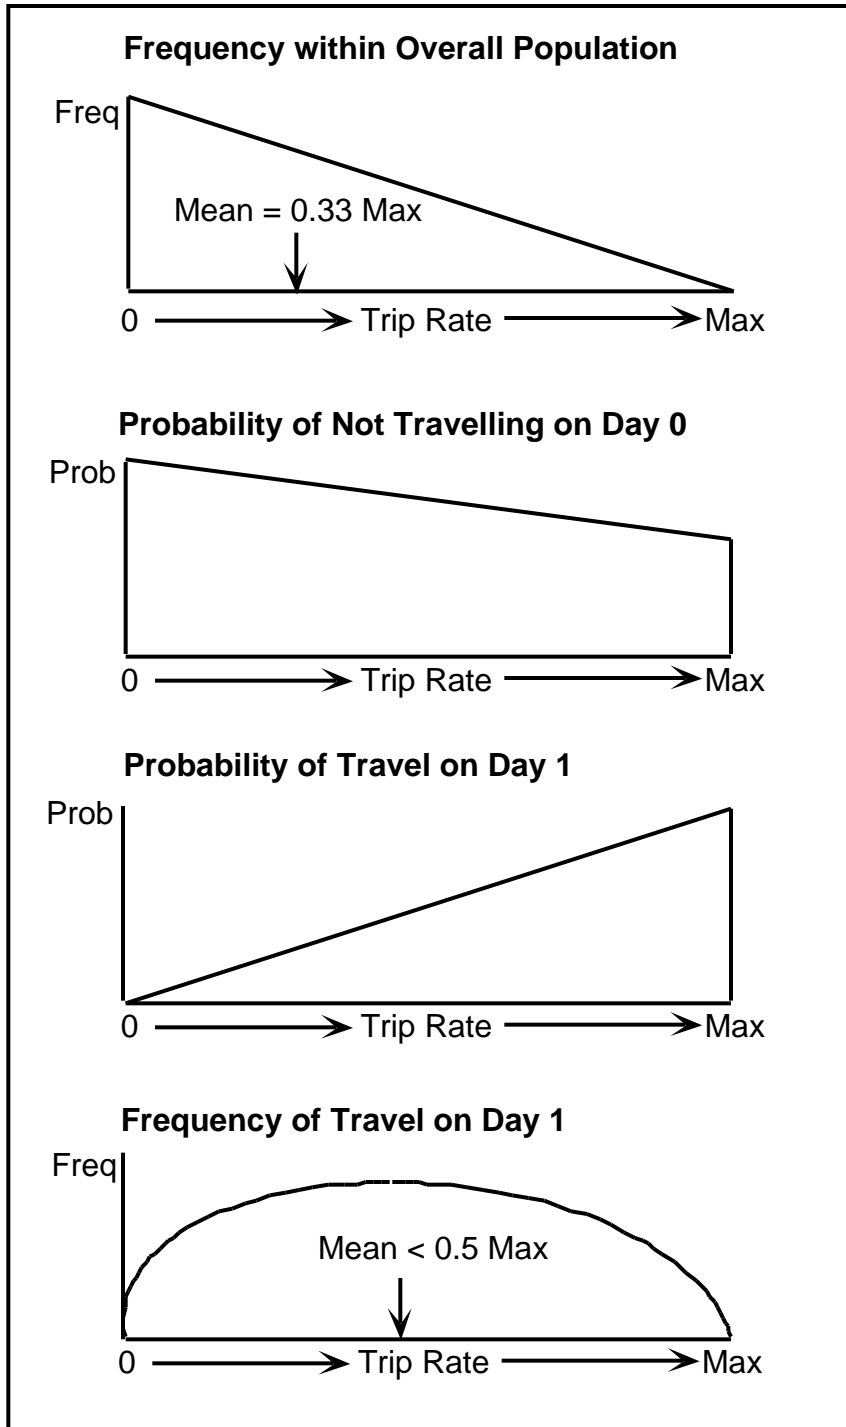 Frequency within Overall Population
Freq
Mean = 0.33 Max
0 Trip Rate Max
Probability of Not Travelling on Day 0
Prob
0 Trip Rate Max
Probability of Travel on Day 1
Prob
0 Trip Rate Max
Frequency of Travel on Day 1
Freq
Mean < 0.5 Max
0 Trip Rate Max